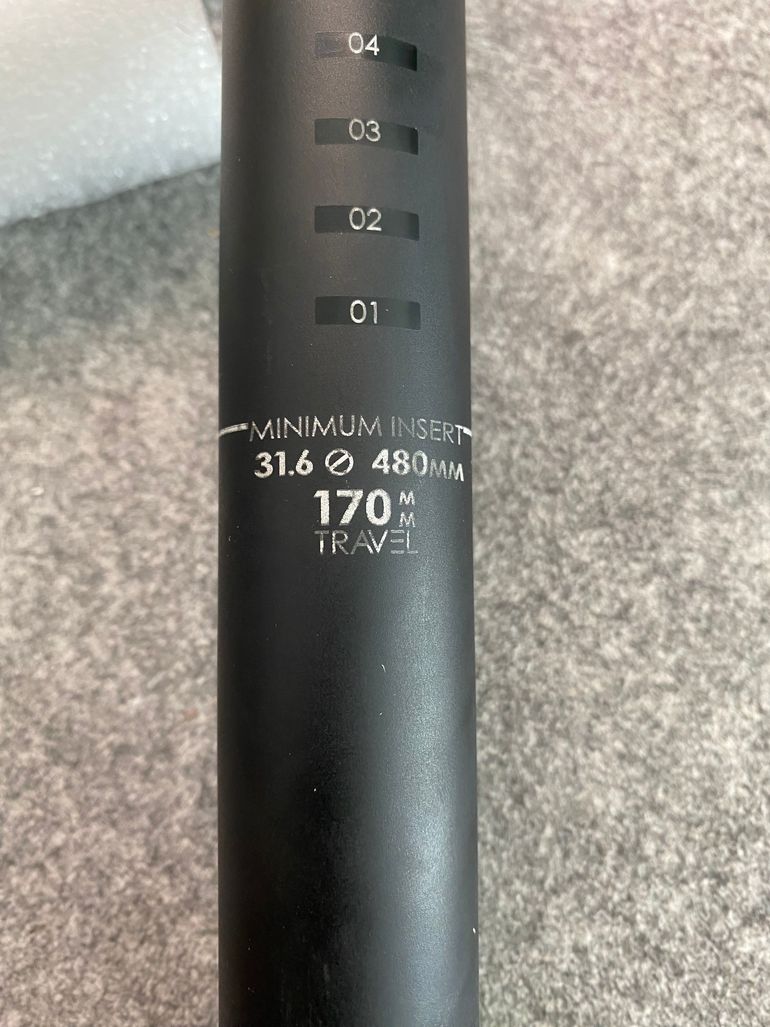 04
03
02
01
MINIMUM INSERT
31.6 ⌀ 480MM
170 MM
TRAVEL